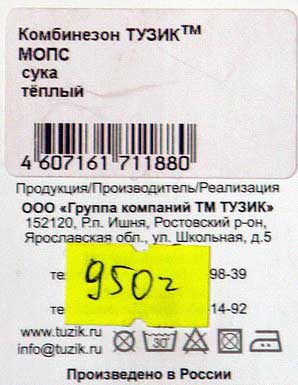 Комбинезон ТУЗИК™
МОПС
сука
тёплый
4 607161 711880
Продукция/Производитель/Реализация
ООО «Группа компаний ТМ ТУЗИК»
152120, Р.п. Ишня, Ростовский р-он,
Ярославская обл., ул. Школьная, д.5
98-39
950
14-92
www.tuzik.ru
info@tuzik.ru
30
Произведено в России